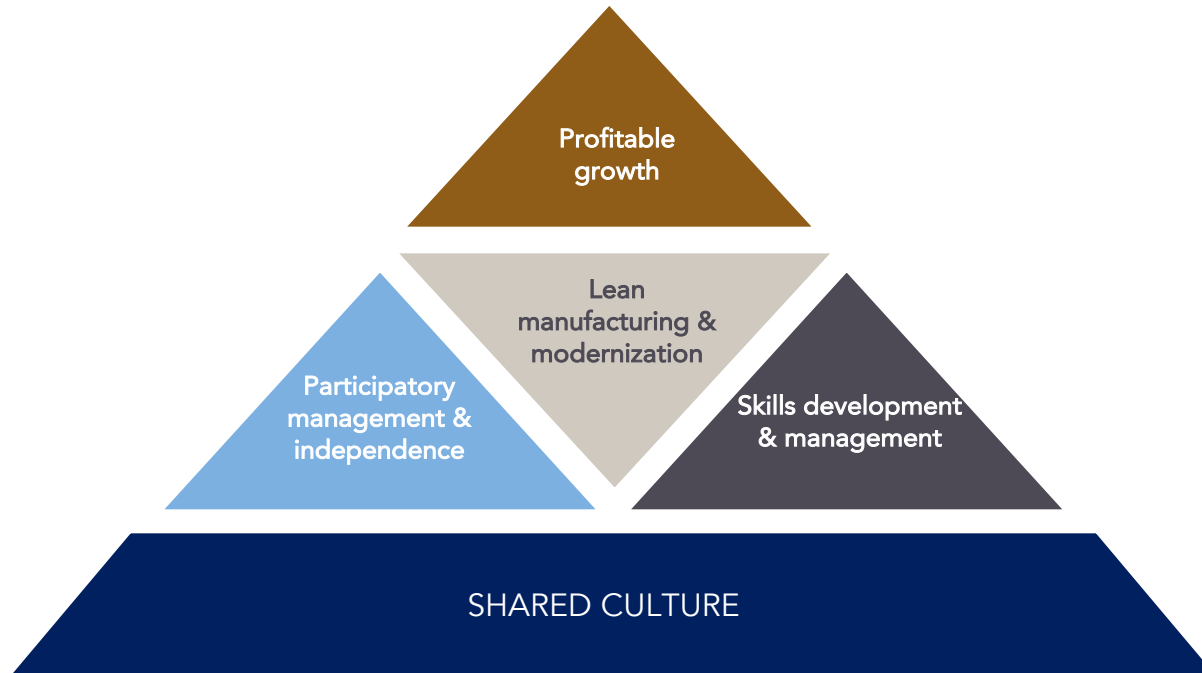 Profitable
growth
Lean
manufacturing &
modernization
Participatory
management &
independence
Skills development
& management
SHARED CULTURE